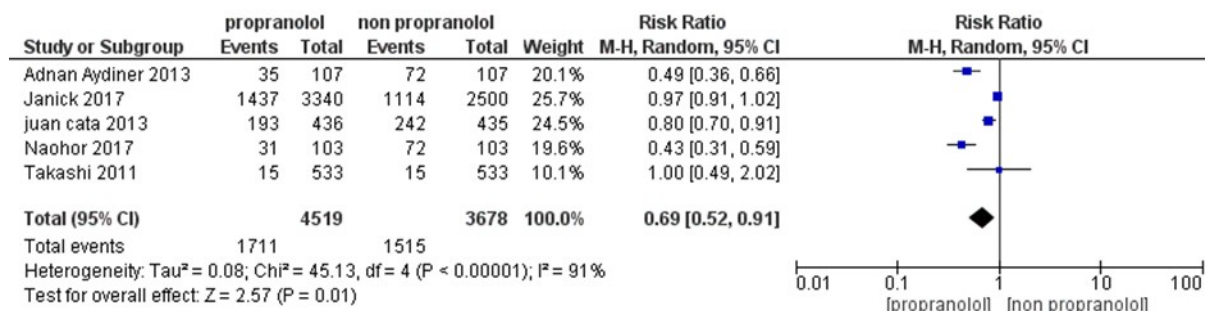 propranolol non propranolol Risk Ratio Risk Ratio
Study or Subgroup Events Total Events Total Weight M-H, Random, 95% CI M-H, Random, 95% CI
Adnan Aydiner 2013 35 107 72 107 20.1% 0.49 [0.36, 0.66]
Janick 2017 1437 3340 1114 2500 25.7% 0.97 [0.91, 1.02]
juan cata 2013 193 436 242 435 24.5% 0.80 [0.70, 0.91]
Naohor 2017 31 103 72 103 19.6% 0.43 [0.31, 0.59]
Takashi 2011 15 533 15 533 10.1% 1.00 [0.49, 2.02]
Total (95% CI) 4519 3678 100.0% 0.69 [0.52, 0.91]
Total events 1711 1515
Heterogeneity: Tau² = 0.08; Chi² = 45.13, df = 4 (P < 0.00001); I² = 91%
Test for overall effect: Z = 2.57 (P = 0.01)
0.01 0.1 1 10 100
[propranolol] [non propranolol]